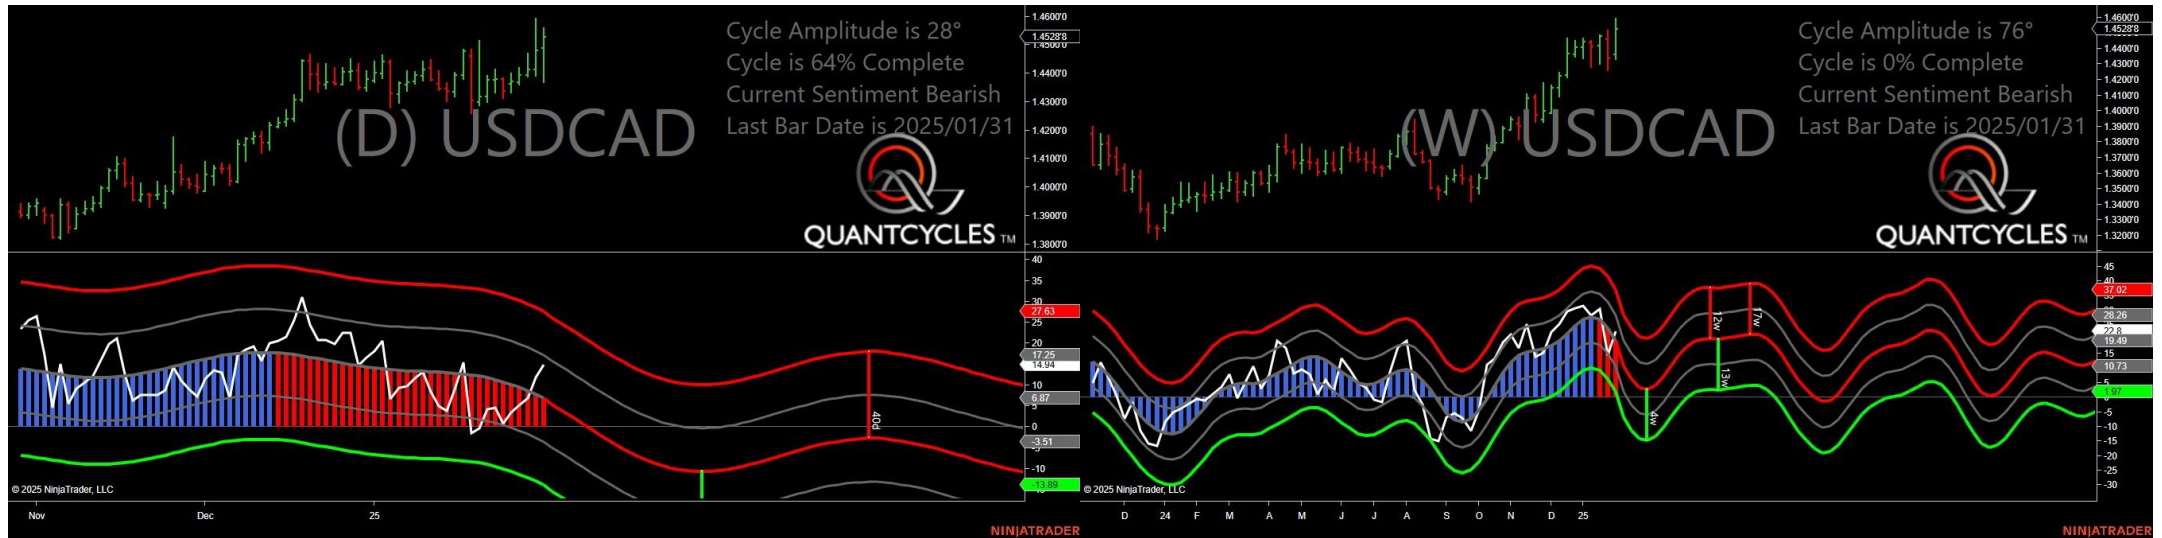 Cycle Amplitude is 28°
Cycle is 64% Complete
Current Sentiment Bearish
Last Bar Date is 2025/01/31
(D) USDCAD
QUANTCYCLES TM
1.4600'0
1.4528'8
1.4500'0
1.4400'0
1.4300'0
1.4200'0
1.4100'0
1.4000'0
1.3900'0
1.3800'0
40
35
30
27.63
25
20
17.25
14.94
10
6.87
5
0
-3.51
-10
-13.89
40d
© 2025 NinjaTrader, LLC
Nov
Dec
25
NINJATRADER
Cycle Amplitude is 76°
Cycle is 0% Complete
Current Sentiment Bearish
Last Bar Date is 2025/01/31
(W) USDCAD
QUANTCYCLES TM
1.4600'0
1.4528'8
1.4400'0
1.4300'0
1.4200'0
1.4100'0
1.4000'0
1.3900'0
1.3800'0
1.3700'0
1.3600'0
1.3500'0
1.3400'0
1.3300'0
1.3200'0
45
37.02
28.26
22.8
19.49
15
10.73
5
1.97
-5
-10
-15
-20
-25
-30
12w
17w
13w
4w
© 2025 NinjaTrader, LLC
D
24
F
M
A
M
J
J
A
S
O
N
D
25
NINJATRADER